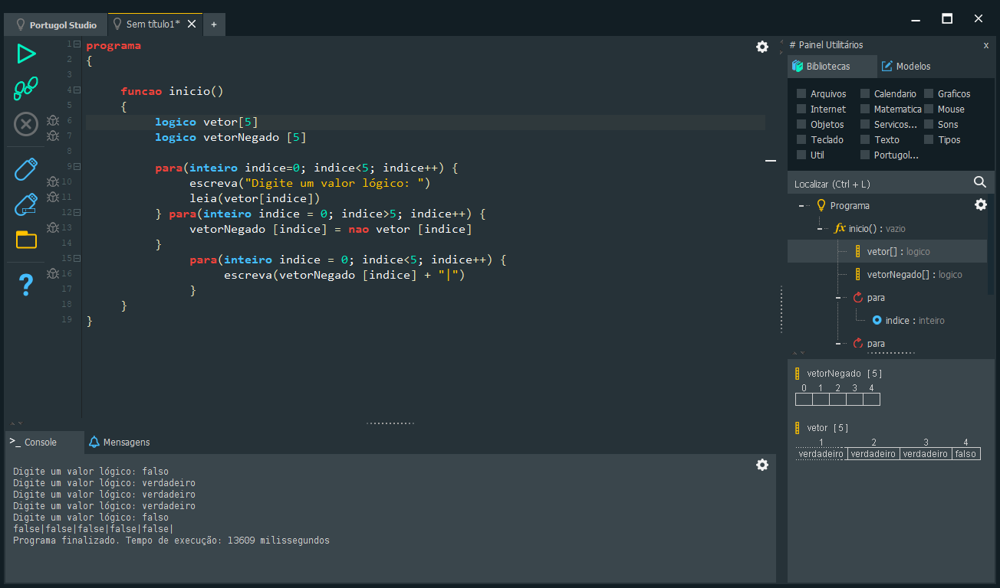 Portugol Studio
Sem título1*
+
1 programa
2 {
3
4 funcao inicio()
5 {
6 logico vetor[5]
7 logico vetorNegado [5]
8
9 para(inteiro indice=0; indice<5; indice++) {
10 escreva("Digite um valor lógico: ")
11 leia(vetor[indice])
12 } para(inteiro indice = 0; indice>5; indice++) {
13 vetorNegado [indice] = nao vetor [indice]
14 }
15 para(inteiro indice = 0; indice<5; indice++) {
16 escreva(vetorNegado [indice] + "|")
17 }
18 }
19 }
# Painel Utilitários x
Bibliotecas Modelos
Arquivos Calendario Graficos
Internet Matematica Mouse
Objetos Servicos... Sons
Teclado Texto Tipos
Util Portugol...
Localizar (Ctrl + L)
Programa
fx inicio() : vazio
vetor[] : logico
vetorNegado[] : logico
para
indice : inteiro
para
vetorNegado [5]
0 1 2 3 4
vetor [5]
1 2 3 4
verdadeiro verdadeiro verdadeiro falso
>_ Console Mensagens
Digite um valor lógico: falso
Digite um valor lógico: verdadeiro
Digite um valor lógico: verdadeiro
Digite um valor lógico: verdadeiro
Digite um valor lógico: falso
false|false|false|false|false|
Programa finalizado. Tempo de execução: 13609 milissegundos